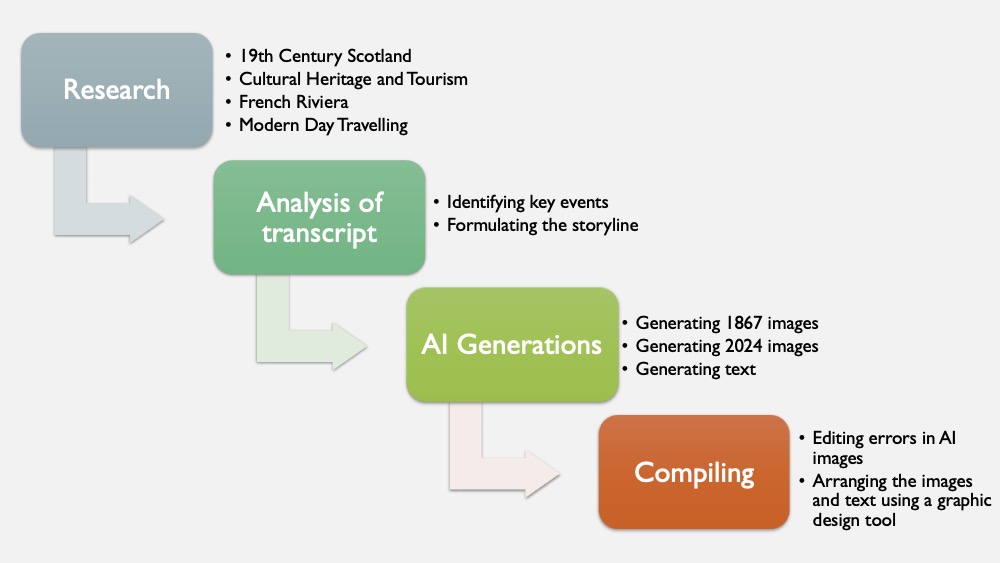 Research
• 19th Century Scotland
• Cultural Heritage and Tourism
• French Riviera
• Modern Day Travelling
Analysis of
transcript
• Identifying key events
• Formulating the storyline
AI Generations
• Generating 1867 images
• Generating 2024 images
• Generating text
Compiling
• Editing errors in AI
images
• Arranging the images
and text using a graphic
design tool